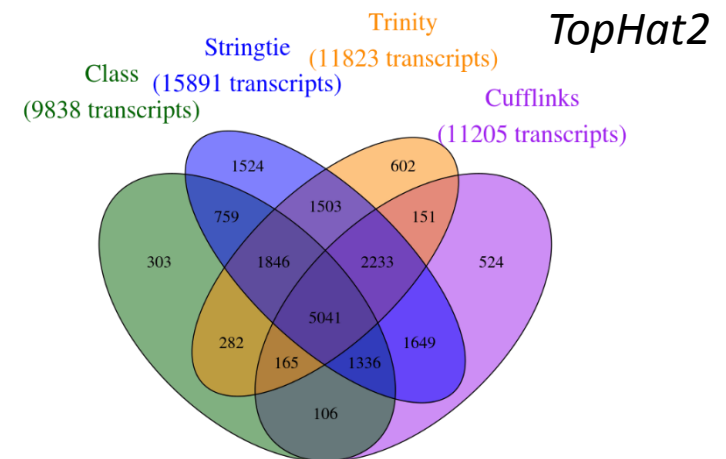 TopHat2
Trinity
(11823 transcripts)
Stringtie
(15891 transcripts)
Class
(9838 transcripts)
Cufflinks
(11205 transcripts)
1524
602
759
1503
151
303
1846
2233
524
5041
282
1649
165
1336
106